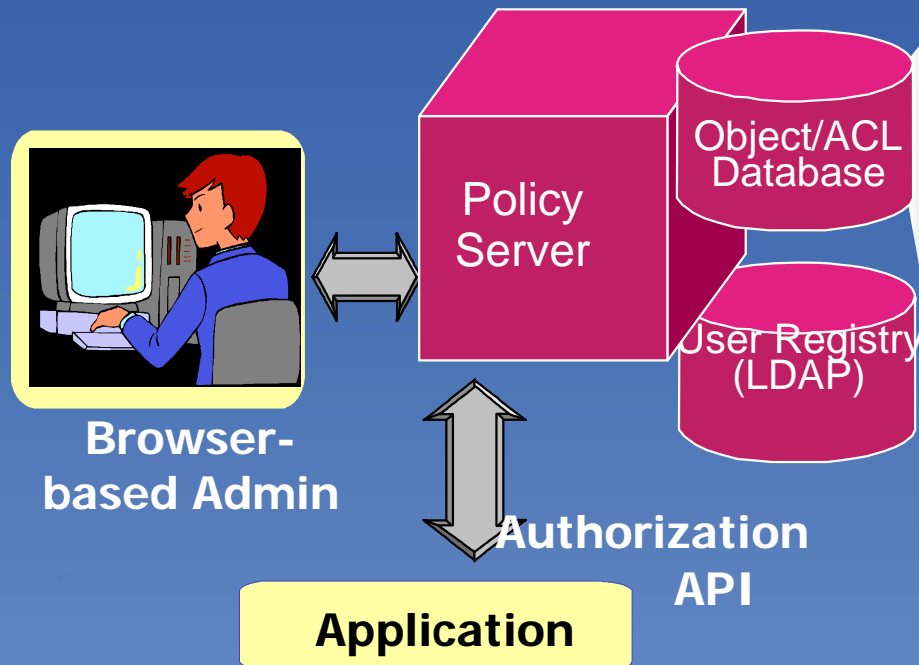 Object/ACL
Database
Policy
Server
User Registry
(LDAP)
Browser-
based Admin
Authorization
API
Application